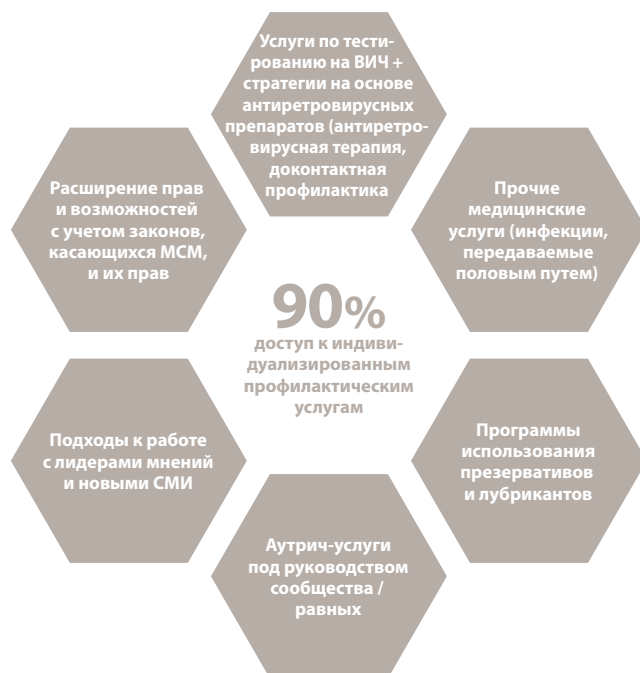 Услуги по тести-
рованию на ВИЧ +
стратегии на основе
антиретровирусных
препаратов (антиретро-
вирусная терапия,
доконтактная
профилактика
Расширение прав
и возможностей
с учетом законов,
касающихся МСМ,
и их прав
Прочие
медицинские
услуги (инфекции,
передаваемые
половым путем)
90%
доступ к индиви-
дуализированным
профилактическим
услугам
Подходы к работе
с лидерами мнений
и новыми СМИ
Программы
использования
презервативов
и лубрикантов
Аутрич-услуги
под руководством
сообщества /
равных